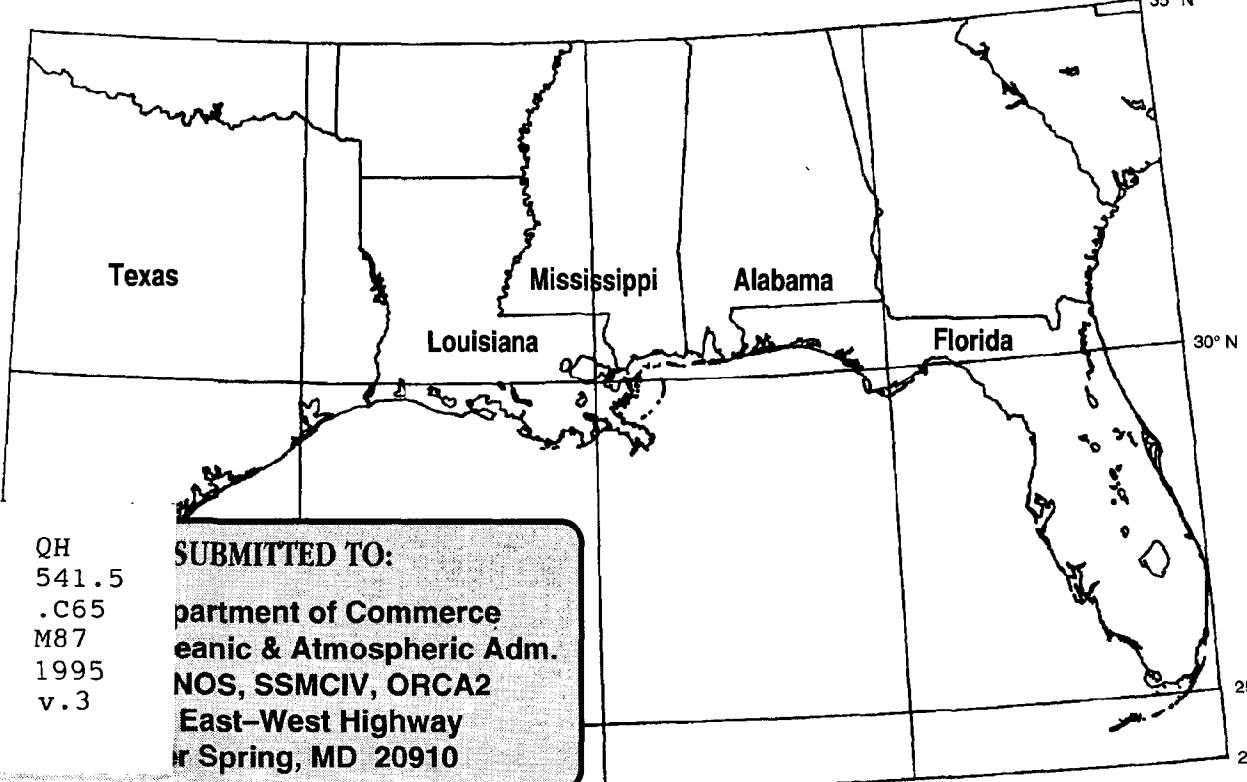 35° N
Texas
Mississippi
Alabama
Louisiana
Florida
30° N
QH
541.5
.C65
M87
1995
v.3
SUBMITTED TO:
partment of Commerce
eanic & Atmospheric Adm.
NOS, SSMCIV, ORCA2
East–West Highway
r Spring, MD 20910